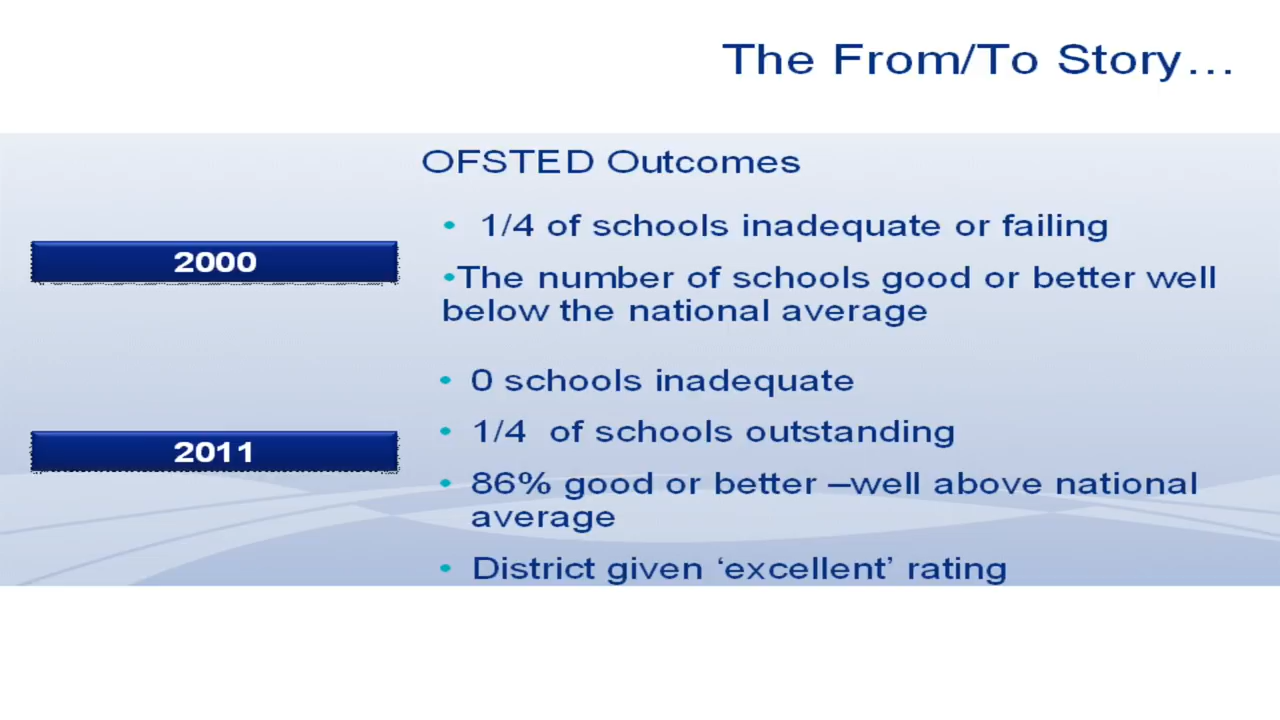 The From/To Story...
OFSTED Outcomes
2000
• 1/4 of schools inadequate or failing
•The number of schools good or better well
below the national average
2011
• 0 schools inadequate
• 1/4 of schools outstanding
• 86% good or better –well above national
average
• District given ‘excellent’ rating